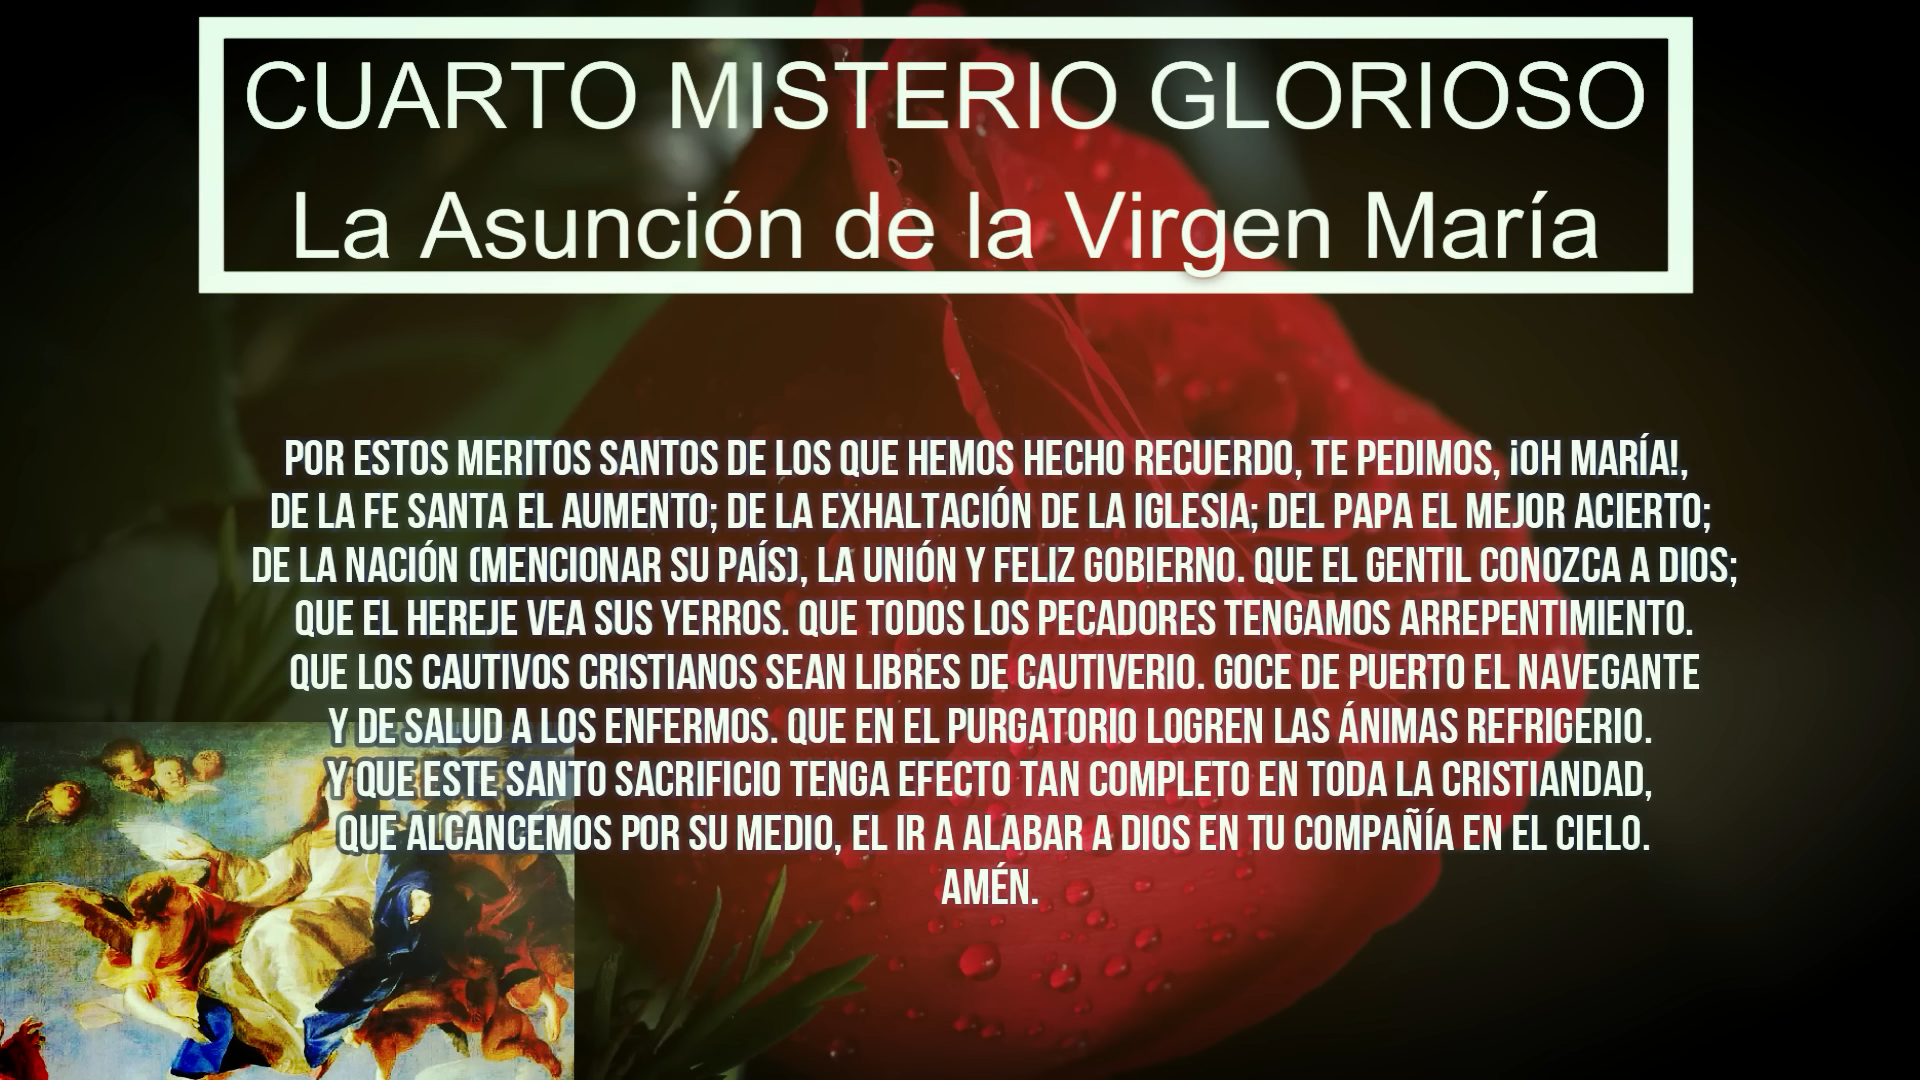 CUARTO MISTERIO GLORIOSO
La Asunción de la Virgen María
POR ESTOS MERITOS SANTOS DE LOS QUE HEMOS HECHO RECUERDO, TE PEDIMOS, ¡OH MARÍA!,
DE LA FE SANTA EL AUMENTO; DE LA EXHALTACIÓN DE LA IGLESIA; DEL PAPA EL MEJOR ACIERTO;
DE LA NACIÓN (MENCIONAR SU PAÍS), LA UNIÓN Y FELIZ GOBIERNO. QUE EL GENTIL CONOZCA A DIOS;
QUE EL HEREJE VEA SUS YERROS. QUE TODOS LOS PECADORES TENGAMOS ARREPENTIMIENTO.
QUE LOS CAUTIVOS CRISTIANOS SEAN LIBRES DE CAUTIVERIO. GOCE DE PUERTO EL NAVEGANTE
Y DE SALUD A LOS ENFERMOS. QUE EN EL PURGATORIO LOGREN LAS ÁNIMAS REFRIGERIO.
Y QUE ESTE SANTO SACRIFICIO TENGA EFECTO TAN COMPLETO EN TODA LA CRISTIANDAD,
QUE ALCANCEMOS POR SU MEDIO, EL IR A ALABAR A DIOS EN TU COMPAÑÍA EN EL CIELO.
AMÉN.